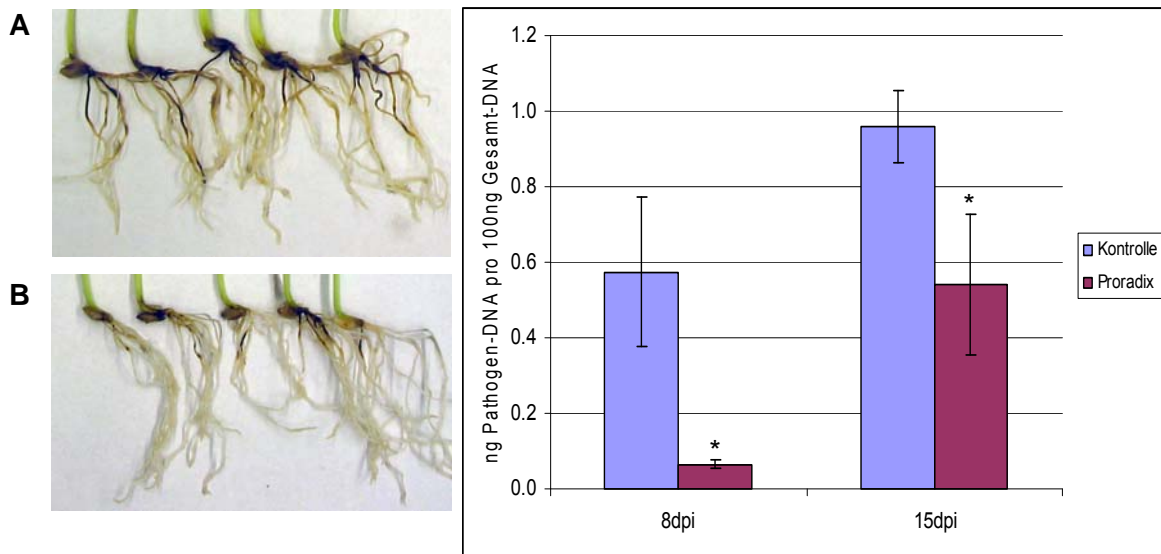 A
B
ng Pathogen-DNA pro 100ng Gesamt-DNA
1.2
1.0
0.8
0.6
0.4
0.2
0.0
*
*
8dpi
15dpi
Kontrolle
Proradix